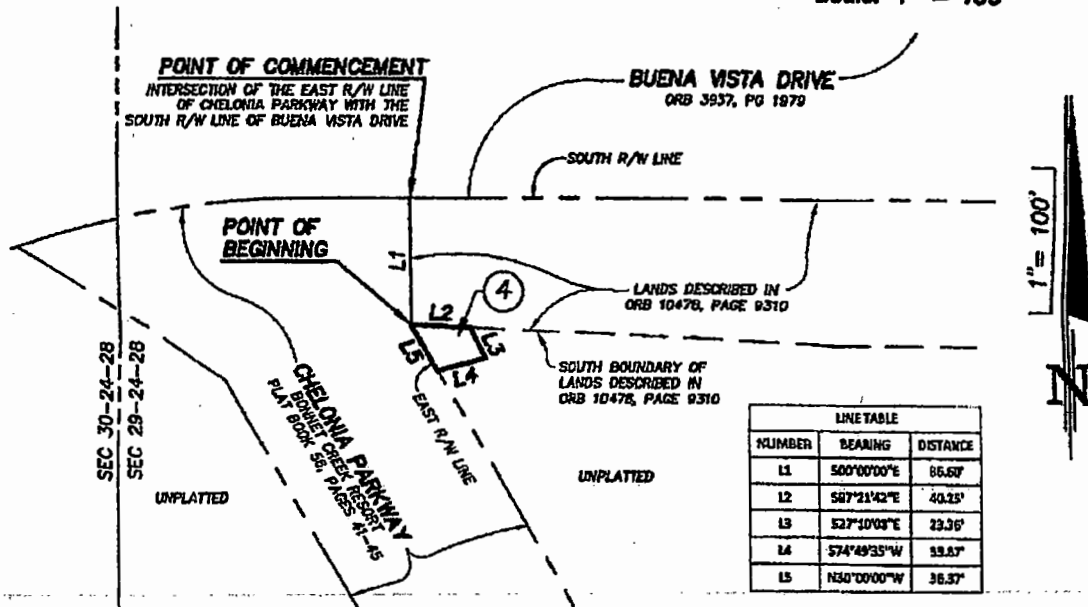 POINT OF COMMENCEMENT
INTERSECTION OF THE EAST R/W LINE
OF CHELONIA PARKWAY WITH THE
SOUTH R/W LINE OF BUENA VISTA DRIVE
BUENA VISTA DRIVE
ORB 3937, PG 1979
SOUTH R/W LINE
POINT OF
BEGINNING
L1
L2
4
L3
L4
L5
LANDS DESCRIBED IN
ORB 10478, PAGE 9310
SOUTH BOUNDARY OF
LANDS DESCRIBED IN
ORB 10478, PAGE 9310
1" = 100'
N
SEC 30-24-28
SEC 29-24-28
CHELONIA PARKWAY
BONNET CREEK RESORT
PLAT BOOK 56, PAGES 41-45
EAST R/W LINE
UNPLATTED
UNPLATTED
LINE TABLE
NUMBER BEARING DISTANCE
L1 S00°00'00"E 86.60'
L2 S87°21'42"E 40.25'
L3 S27°10'03"E 23.36'
L4 S74°49'35"W
L5 N30°00'00"W 36.37'